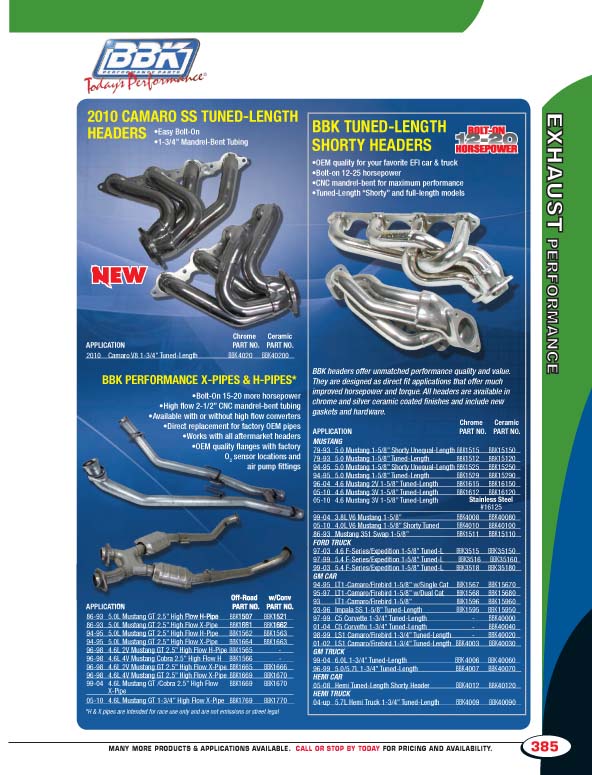 BBK
PERFORMANCE PARTS
Today's Performance
2010 CAMARO SS TUNED-LENGTH
HEADERS
•Easy Bolt-On
•1-3/4" Mandrel-Bent Tubing
NEW
Chrome Ceramic
APPLICATION PART NO. PART NO.
2010 Camaro V8 1-3/4" Tuned-Length BBK4020 BBK40200
BBK PERFORMANCE X-PIPES & H-PIPES*
•Bolt-On 15-20 more horsepower
•High flow 2-1/2" CNC mandrel-bent tubing
•Available with or without high flow converters
•Direct replacement for factory OEM pipes
•Works with all aftermarket headers
•OEM quality flanges with factory
O2 sensor locations and
air pump fittings
Off-Road w/Conv
APPLICATION PART NO. PART NO.
86-93 5.0L Mustang GT 2.5" High Flow H-Pipe BBK1507 BBK1521
86-93 5.0L Mustang GT 2.5" High Flow X-Pipe BBK1661 BBK1662
94-95 5.0L Mustang GT 2.5" High Flow H-Pipe BBK1562 BBK1563
94-95 5.0L Mustang GT 2.5" High Flow X-Pipe BBK1664 BBK1663
96-98 4.6L 2V Mustang GT 2.5" High Flow H-Pipe BBK1565 -
96-98 4.6L 4V Mustang Cobra 2.5" High Flow H BBK1566 -
96-98 4.6L 2V Mustang GT 2.5" High Flow X-Pipe BBK1665 BBK1666
96-98 4.6L 4V Mustang GT 2.5" High Flow X-Pipe BBK1669 BBK1670
99-04 4.6L Mustang GT /Cobra 2.5" High Flow BBK1669 BBK1670
X-Pipe
05-10 4.6L Mustang GT 1-3/4" High Flow X-Pipe BBK1769 BBK1770
*H & X pipes are intended for race use only and are not emissions or street legal
BBK TUNED-LENGTH
SHORTY HEADERS
BOLT-ON
12-20
HORSEPOWER
•OEM quality for your favorite EFI car & truck
•Bolt-on 12-25 horsepower
•CNC mandrel-bent for maximum performance
•Tuned-Length "Shorty" and full-length models
BBK headers offer unmatched performance quality and value.
They are designed as direct fit applications that offer much
improved horsepower and torque. All headers are available in
chrome and silver ceramic coated finishes and include new
gaskets and hardware.
Chrome Ceramic
APPLICATION PART NO. PART NO.
MUSTANG
79-93 5.0 Mustang 1-5/8" Shorty Unequal-Length BBK1515 BBK15150
79-93 5.0 Mustang 1-5/8" Tuned-Length BBK1512 BBK15120
94-95 5.0 Mustang 1-5/8" Shorty Unequal-Length BBK1525 BBK15250
94-95 5.0 Mustang 1-5/8" Tuned-Length BBK1529 BBK15290
96-04 4.6 Mustang 2V 1-5/8" Tuned-Length BBK1615 BBK16150
05-10 4.6 Mustang 3V 1-5/8" Tuned-Length BBK1612 BBK16120
05-10 4.6 Mustang 3V 1-5/8" Tuned-Length Stainless Steel
#16125
99-04 3.8L V6 Mustang 1-5/8" BBK4008 BBK40080
05-10 4.0L V6 Mustang 1-5/8" Shorty Tuned BBK4010 BBK40100
86-93 Mustang 351 Swap 1-5/8" BBK1511 BBK15110
FORD TRUCK
97-03 4.6 F-Series/Expedition 1-5/8" Tuned-L BBK3515 BBK35150
97-99 5.4 F-Series/Expedition 1-5/8" Tuned-L BBK3516 BBK35160
99-03 5.4 F-Series/Expedition 1-5/8" Tuned-L BBK3518 BBK35180
GM CAR
94-95 LT1-Camaro/Firebird 1-5/8" w/Single Cat BBK1567 BBK15670
95-97 LT1-Camaro/Firebird 1-5/8" w/Dual Cat BBK1568 BBK15680
93 LT1-Camaro/Firebird 1-5/8" BBK1596 BBK15960
93-96 Impala SS 1-5/8" Tuned-Length BBK1595 BBK15950
97-99 C5 Corvette 1-3/4" Tuned-Length - BBK40000
01-04 C5 Corvette 1-3/4" Tuned-Length - BBK40040
98-99 LS1 Camaro/Firebird 1-3/4" Tuned-Length - BBK40020
01-02 LS1 Camaro/Firebird 1-3/4" Tuned-Length BBK4003 BBK40030
GM TRUCK
99-04 6.0L 1-3/4" Tuned-Length BBK4006 BBK40060
96-99 5.0/5.7L 1-3/4" Tuned-Length BBK4007 BBK40070
HEMI CAR
05-08 Hemi Tuned-Length Shorty Header BBK4012 BBK40120
HEMI TRUCK
04-up 5.7L Hemi Truck 1-3/4" Tuned-Length BBK4009 BBK40090
EXHAUST PERFORMANCE
MANY MORE PRODUCTS & APPLICATIONS AVAILABLE. CALL OR STOP BY TODAY FOR PRICING AND AVAILABILITY.
385